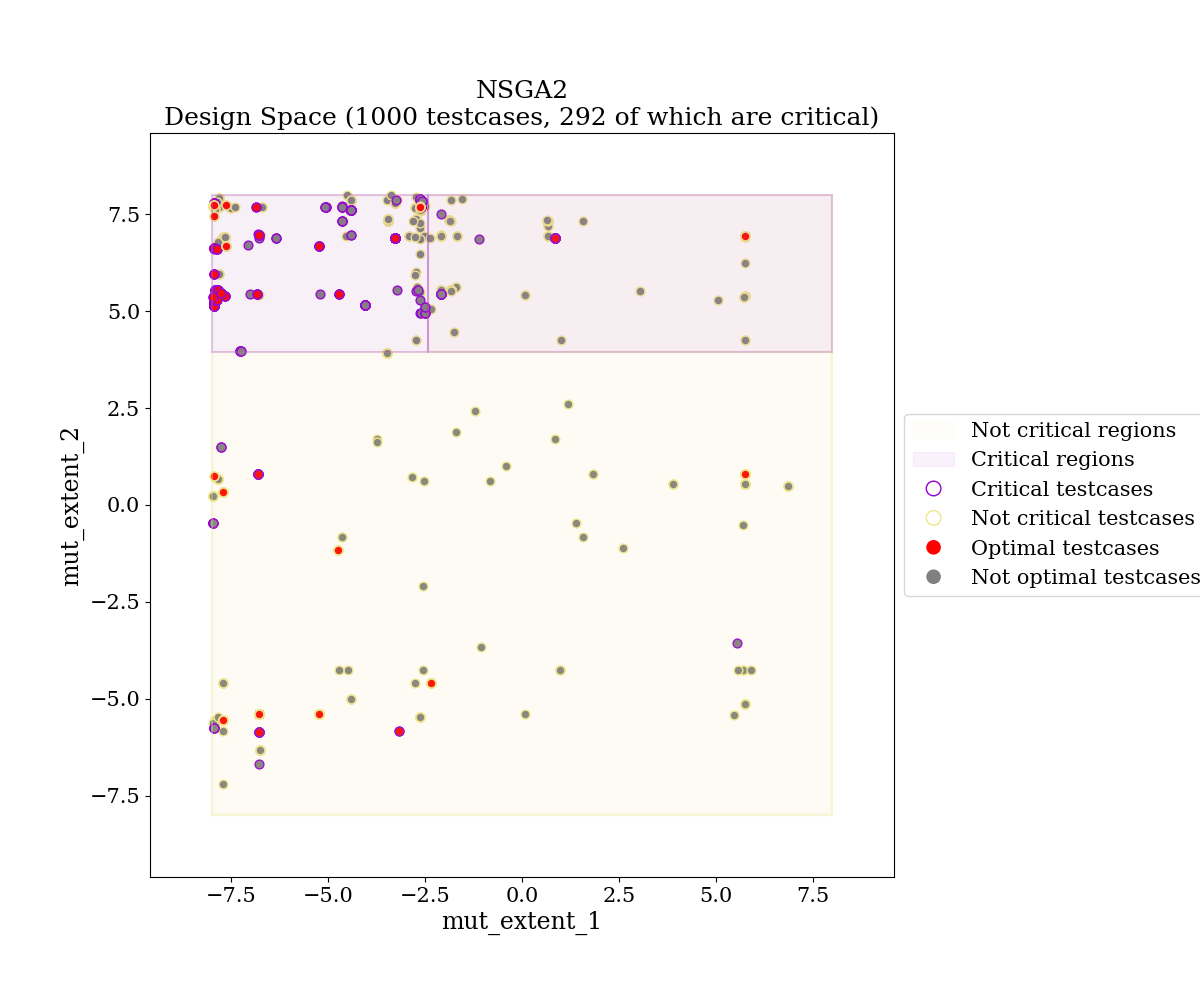 NSGA2
Design Space (1000 testcases, 292 of which are critical)
7.5
5.0
2.5
0.0
−2.5
−5.0
−7.5
mut_extent_2
−7.5
−5.0
−2.5
0.0
2.5
5.0
7.5
mut_extent_1
Not critical regions
Critical regions
Critical testcases
Not critical testcases
Optimal testcases
Not optimal testcases